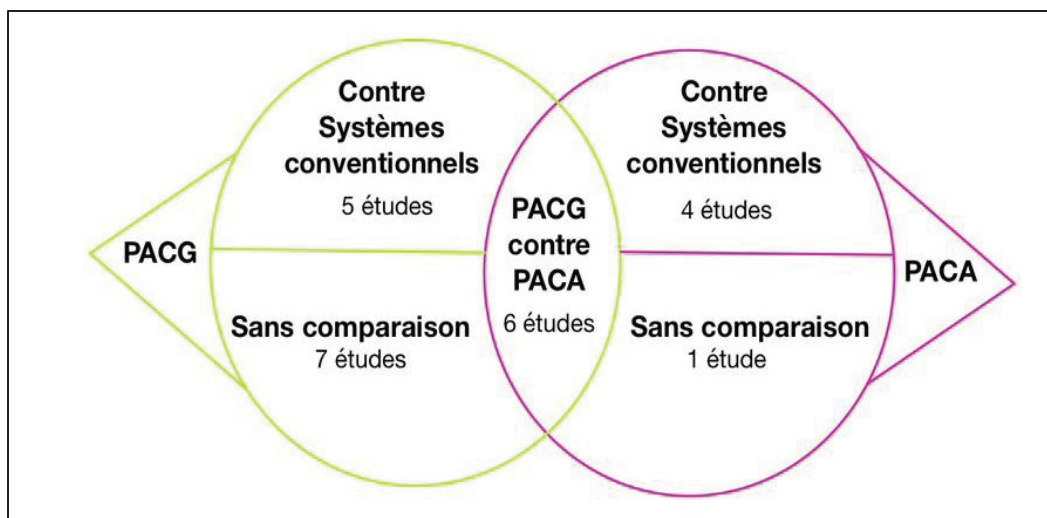 PACG
Contre
Systèmes
conventionnels
5 études
Sans comparaison
7 études
PACG
contre
PACA
6 études
Contre
Systèmes
conventionnels
4 études
Sans comparaison
1 étude
PACA